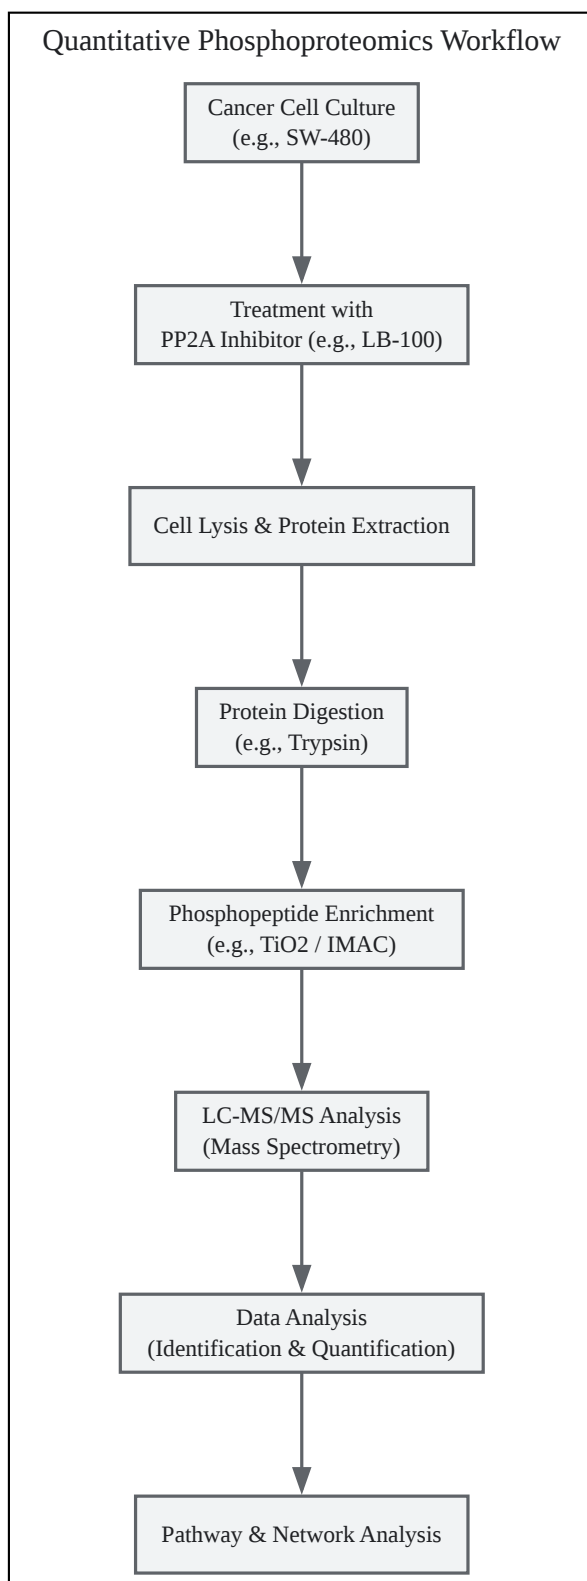 Quantitative Phosphoproteomics Workflow
Cancer Cell Culture
(e.g., SW-480)
Treatment with
PP2A Inhibitor (e.g., LB-100)
Cell Lysis & Protein Extraction
Protein Digestion
(e.g., Trypsin)
Phosphopeptide Enrichment
(e.g., TiO2 / IMAC)
LC-MS/MS Analysis
(Mass Spectrometry)
Data Analysis
(Identification & Quantification)
Pathway & Network Analysis